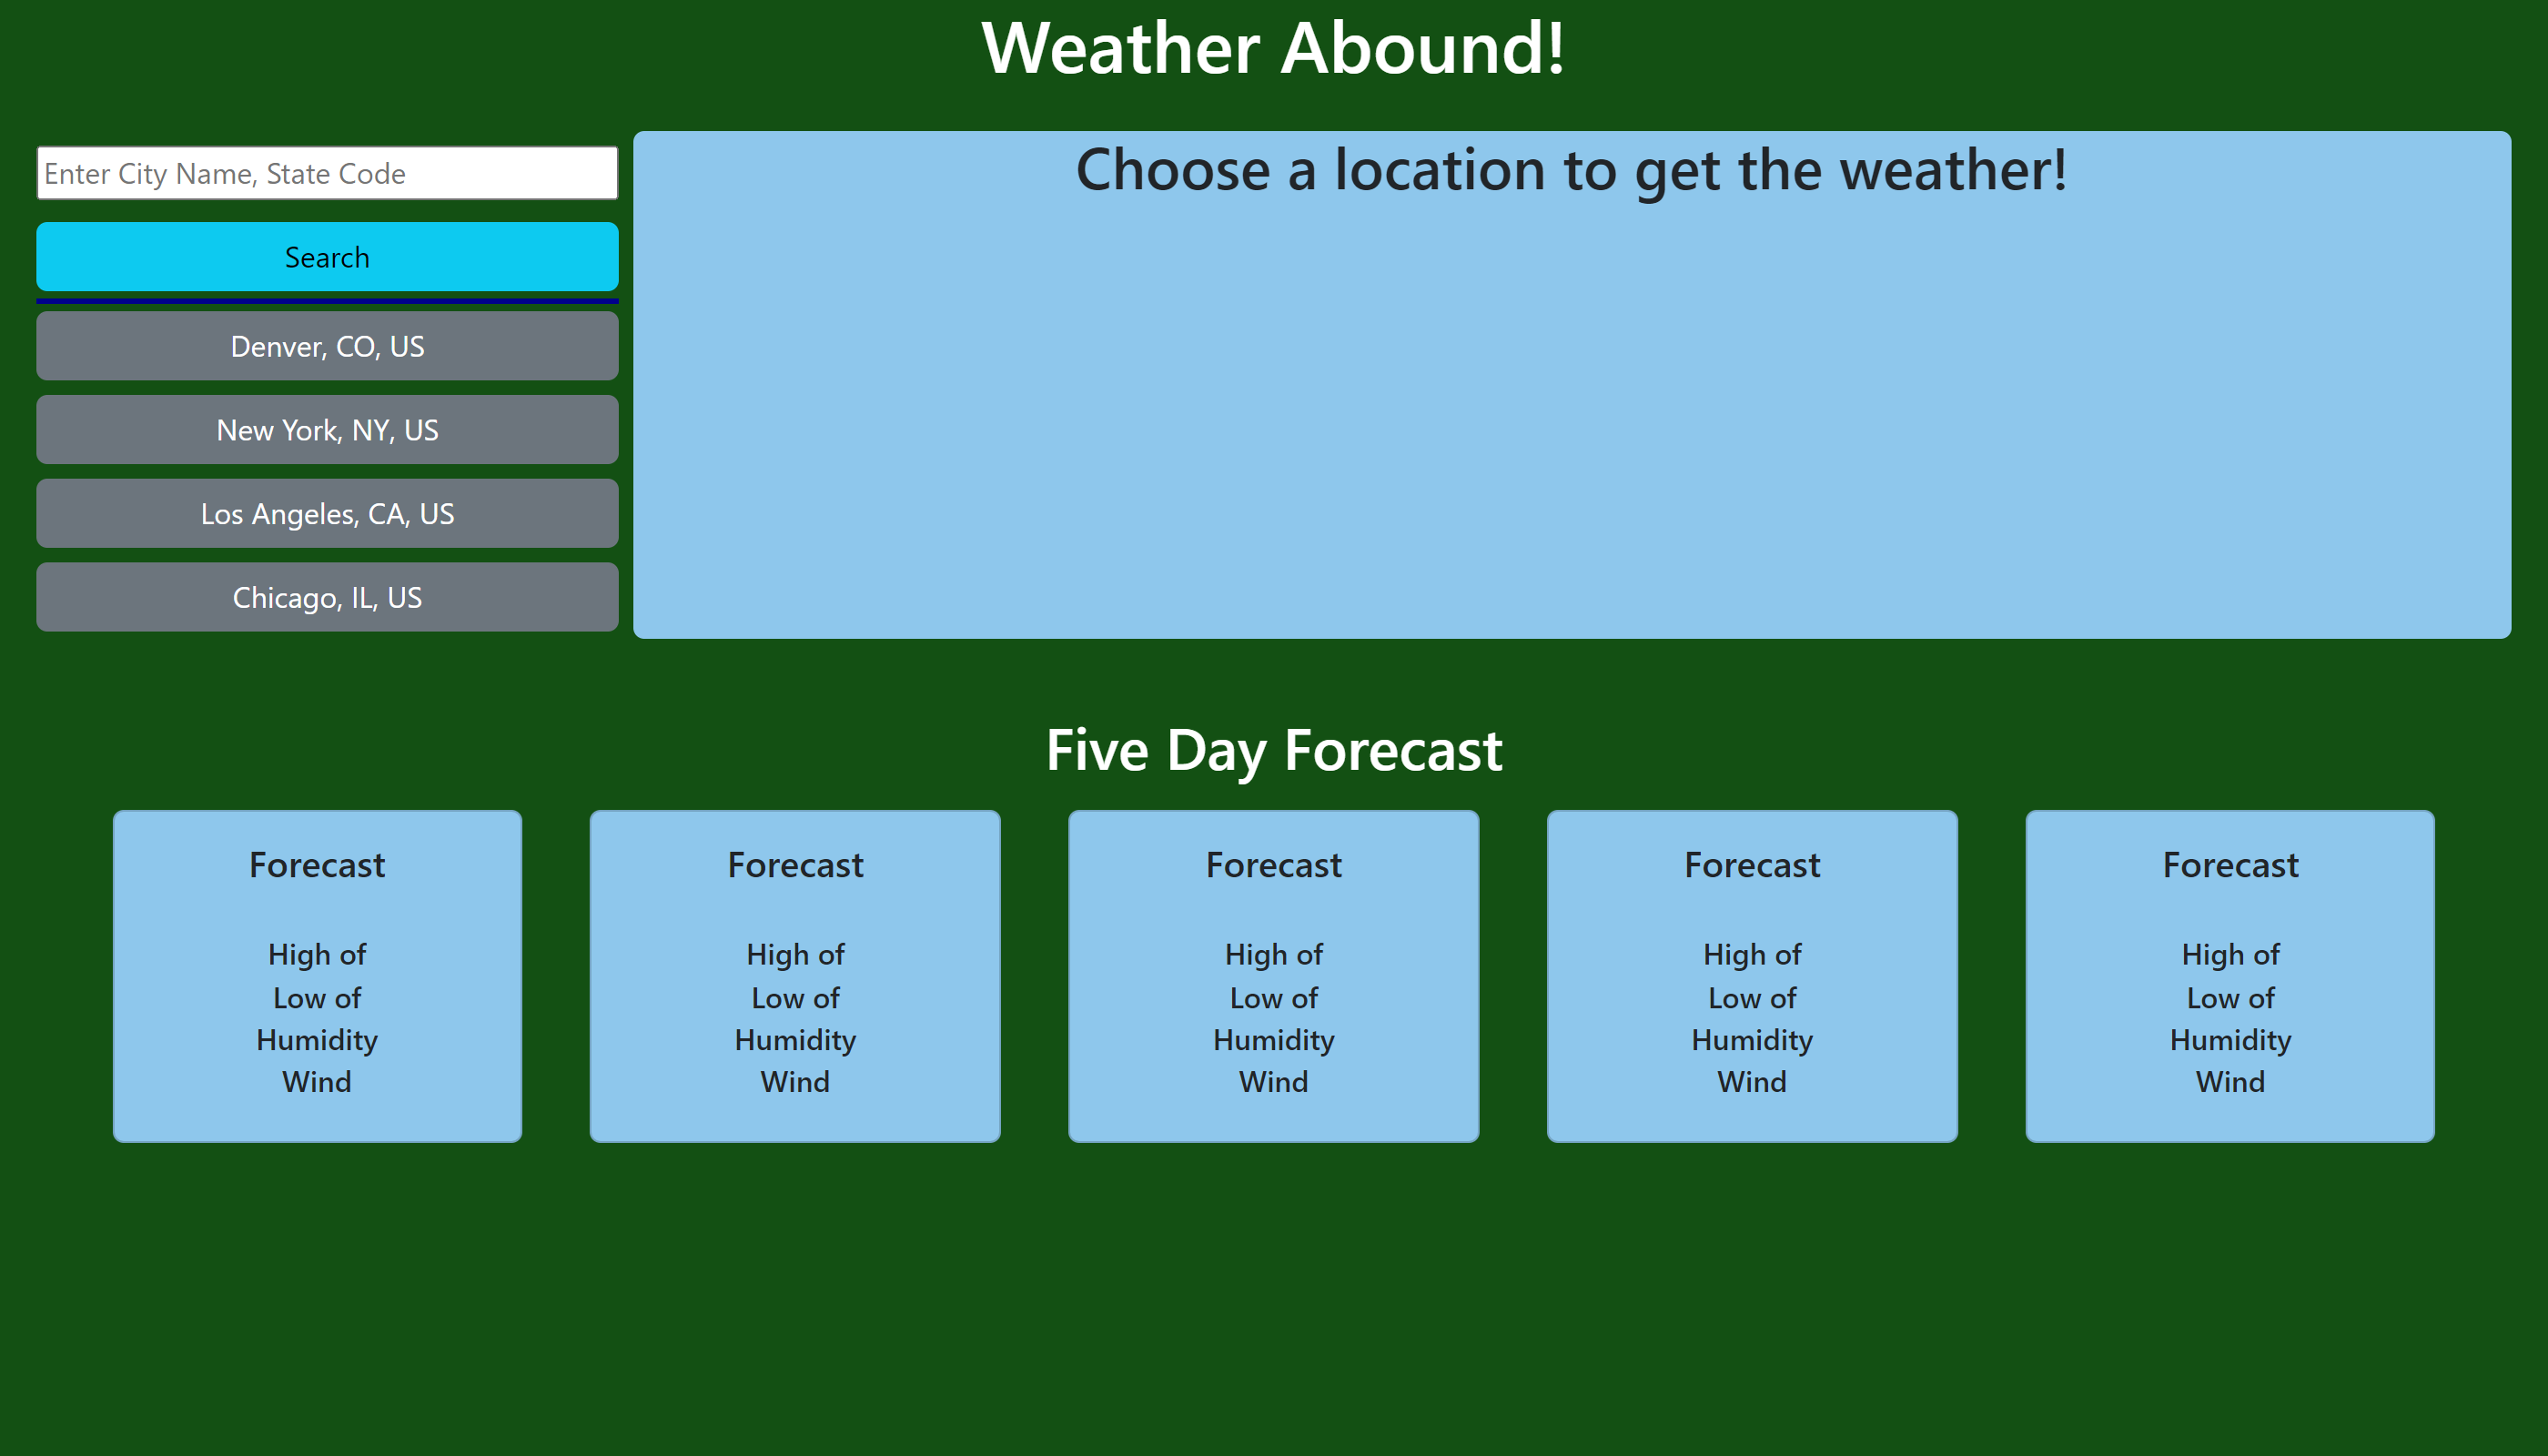 Weather Abound!
Enter City Name, State Code
Search
Denver, CO, US
New York, NY, US
Los Angeles, CA, US
Chicago, IL, US
Choose a location to get the weather!
Five Day Forecast
Forecast
High of
Low of
Humidity
Wind
Forecast
High of
Low of
Humidity
Wind
Forecast
High of
Low of
Humidity
Wind
Forecast
High of
Low of
Humidity
Wind
Forecast
High of
Low of
Humidity
Wind